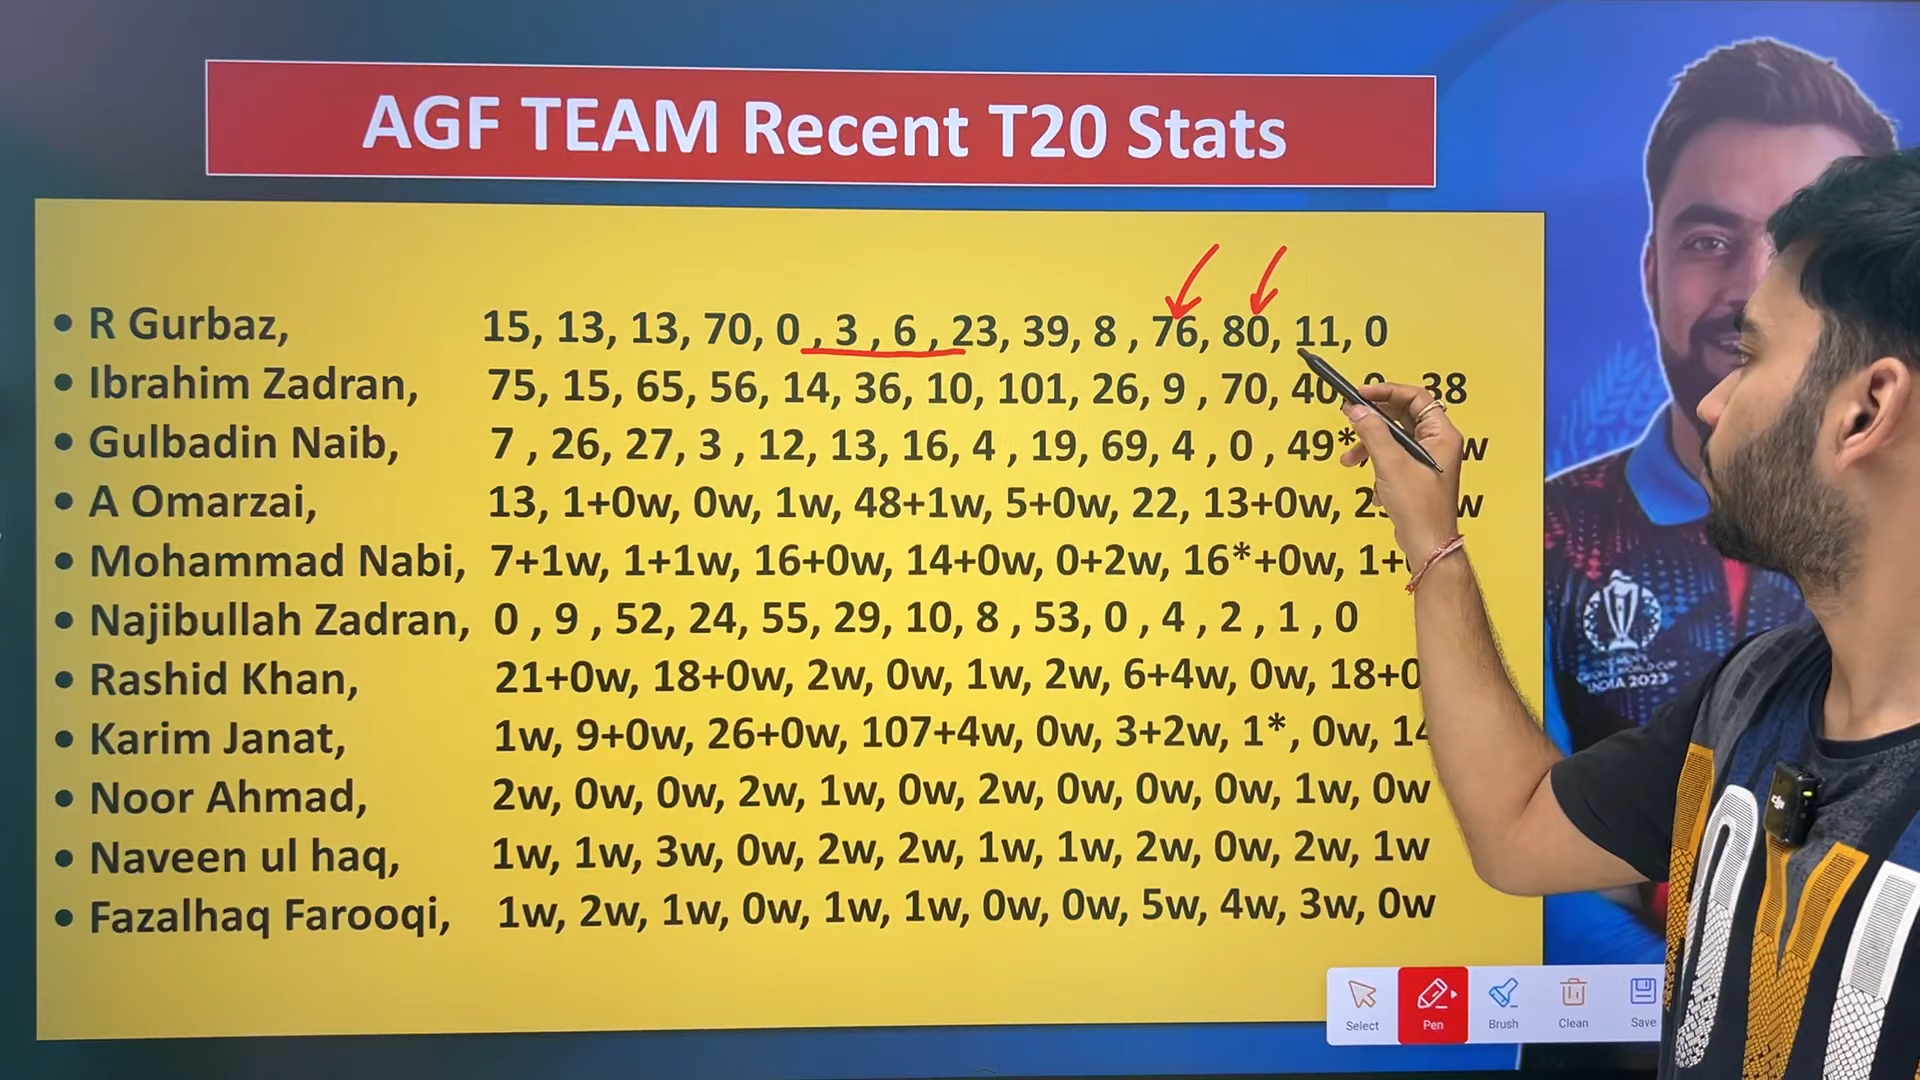 AGF TEAM Recent T20 Stats
• R Gurbaz, 15, 13, 13, 70, 0 , 3 , 6 , 23, 39, 8 , 76, 80, 11, 0
• Ibrahim Zadran, 75, 15, 65, 56, 14, 36, 10, 101, 26, 9 , 70, 40, 38
• Gulbadin Naib, 7 , 26, 27, 3 , 12, 13, 16, 4 , 19, 69, 4 , 0 , 49*, w
• A Omarzai, 13, 1+0w, 0w, 1w, 48+1w, 5+0w, 22, 13+0w, w
• Mohammad Nabi, 7+1w, 1+1w, 16+0w, 14+0w, 0+2w, 16*+0w, 1+
• Najibullah Zadran, 0 , 9 , 52, 24, 55, 29, 10, 8 , 53, 0 , 4 , 2 , 1 , 0
• Rashid Khan, 21+0w, 18+0w, 2w, 0w, 1w, 2w, 6+4w, 0w, 18+0
• Karim Janat, 1w, 9+0w, 26+0w, 107+4w, 0w, 3+2w, 1*, 0w, 14
• Noor Ahmad, 2w, 0w, 0w, 2w, 1w, 0w, 2w, 0w, 0w, 0w, 1w, 0w
• Naveen ul haq, 1w, 1w, 3w, 0w, 2w, 2w, 1w, 1w, 2w, 0w, 2w, 1w
• Fazalhaq Farooqi, 1w, 2w, 1w, 0w, 1w, 1w, 0w, 0w, 5w, 4w, 3w, 0w
INDIA 2023
Select Pen Brush Clean Save